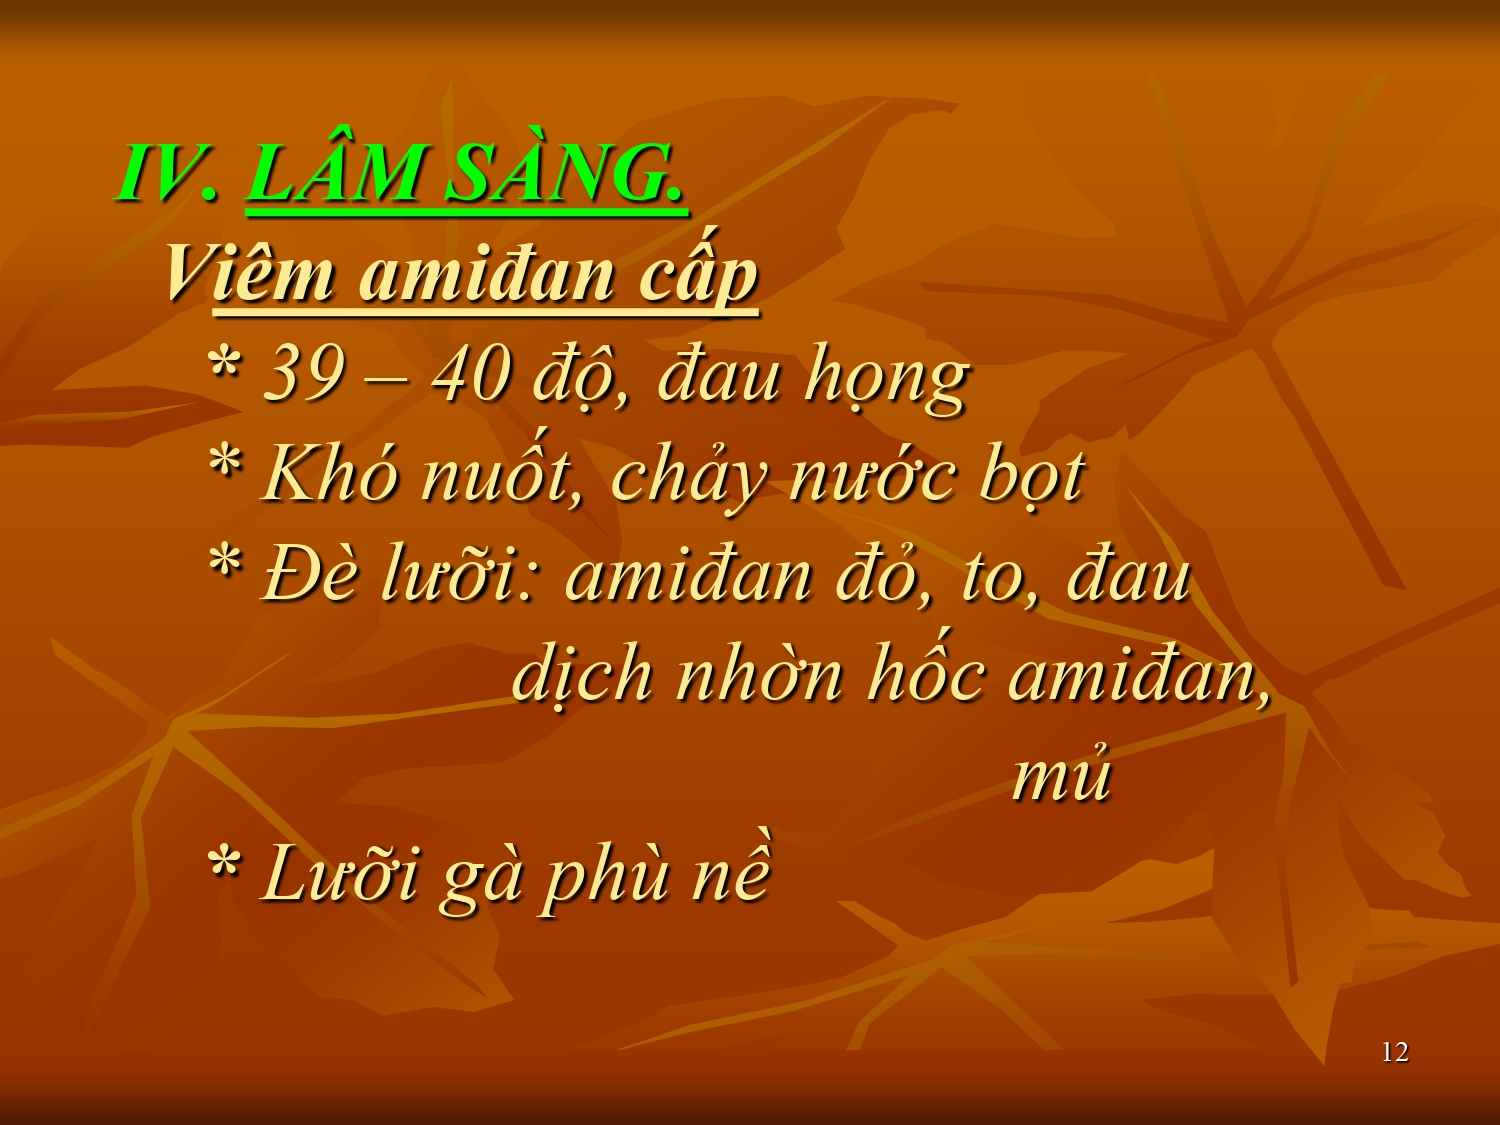 IV. LÂM SÀNG.
Viêm amiđan cấp
* 39 – 40 độ, đau họng
* Khó nuốt, chảy nước bọt
* Đè lưỡi: amiđan đỏ, to, đau
dịch nhờn hốc amiđan,
mủ
* Lưỡi gà phù nề
12